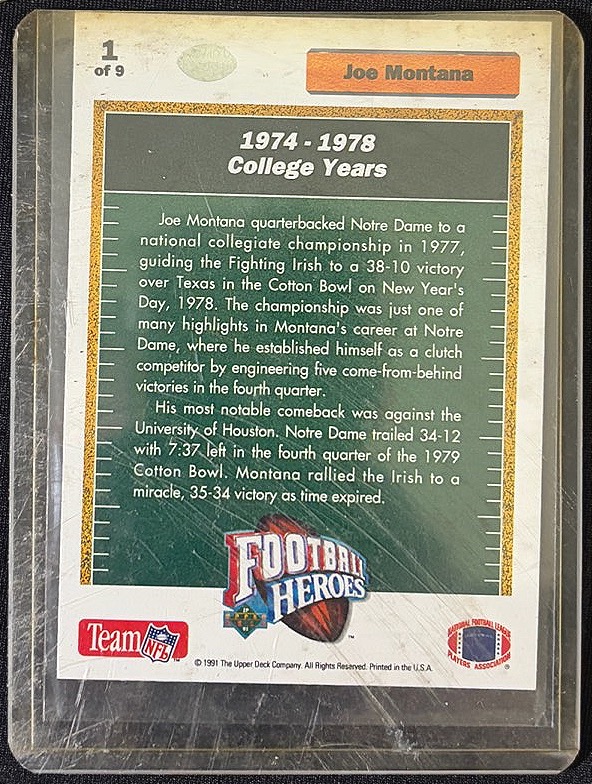 1
of 9
Joe Montana
1974 - 1978
College Years
Joe Montana quarterbacked Notre Dame to a
national collegiate championship in 1977,
guiding the Fighting Irish to a 38-10 victory
over Texas in the Cotton Bowl on New Year's
Day, 1978. The championship was just one of
many highlights in Montana's career at Notre
Dame, where he established himself as a clutch
competitor by engineering five come-from-behind
victories in the fourth quarter.
His most notable comeback was against the
University of Houston. Notre Dame trailed 34-12
with 7:37 left in the fourth quarter of the 1979
Cotton Bowl. Montana rallied the Irish to a
miracle, 35-34 victory as time expired.
FOOTBALL
HEROES
™
Team NFL™
NATIONAL FOOTBALL LEAGUE
PLAYERS ASSOCIATION®
© 1991 The Upper Deck Company. All Rights Reserved. Printed in the U.S.A.